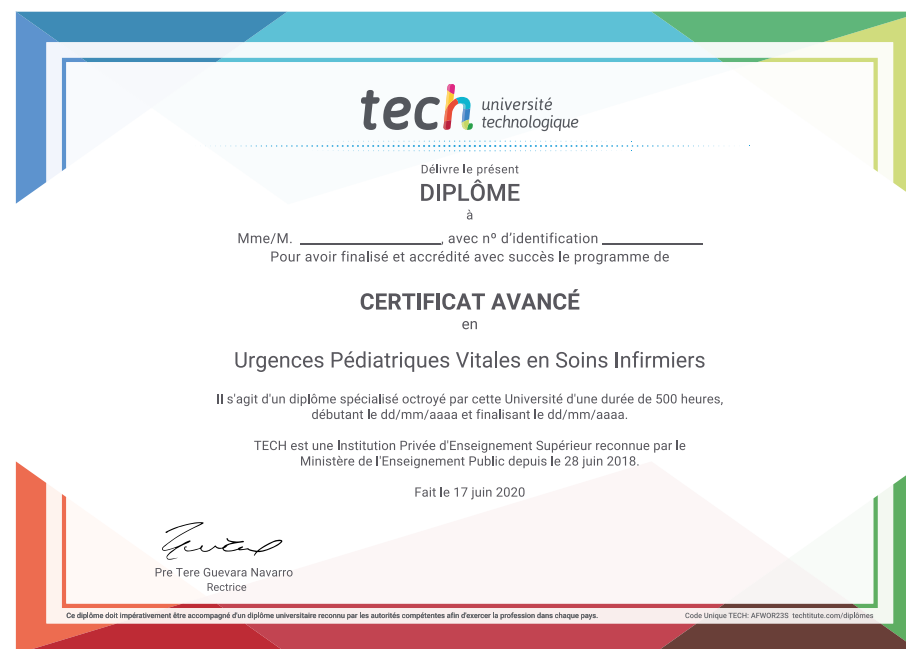 tech université
technologique
Délivre le présent
DIPLÔME
à
Mme/M. ____________________, avec nº d'identification ______________
Pour avoir finalisé et accrédité avec succès le programme de
CERTIFICAT AVANCÉ
en
Urgences Pédiatriques Vitales en Soins Infirmiers
Il s'agit d'un diplôme spécialisé octroyé par cette Université d'une durée de 500 heures,
débutant le dd/mm/aaaa et finalisant le dd/mm/aaaa.
TECH est une Institution Privée d'Enseignement Supérieur reconnue par le
Ministère de l'Enseignement Public depuis le 28 juin 2018.
Fait le 17 juin 2020
Pre Tere Guevara Navarro
Rectrice
Ce diplôme doit impérativement être accompagné d'un diplôme universitaire reconnu par les autorités compétentes afin d'exercer la profession dans chaque pays.
Code Unique TECH: AFWOR23S techtitute.com/diplômes